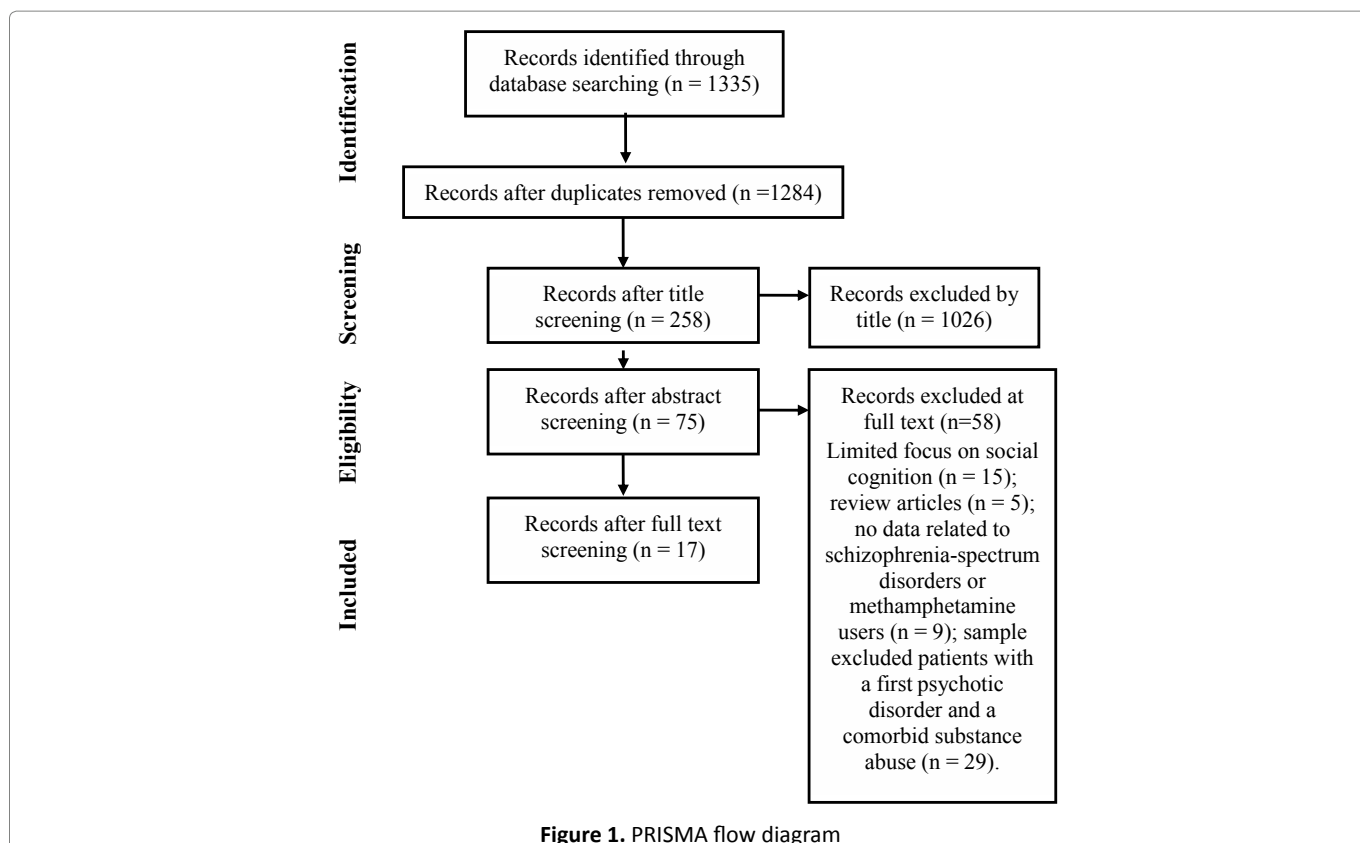 Identification
Records identified through
database searching (n = 1335)
Records after duplicates removed (n =1284)
Screening
Records after title
screening (n = 258)
Records excluded by
title (n = 1026)
Eligibility
Records after abstract
screening (n = 75)
Records excluded at
full text (n=58)
Limited focus on social
cognition (n = 15);
review articles (n = 5);
no data related to
schizophrenia-spectrum
disorders or
methamphetamine
users (n = 9); sample
excluded patients with
a first psychotic
disorder and a
comorbid substance
abuse (n = 29).
Included
Records after full text
screening (n = 17)
Figure 1. PRISMA flow diagram